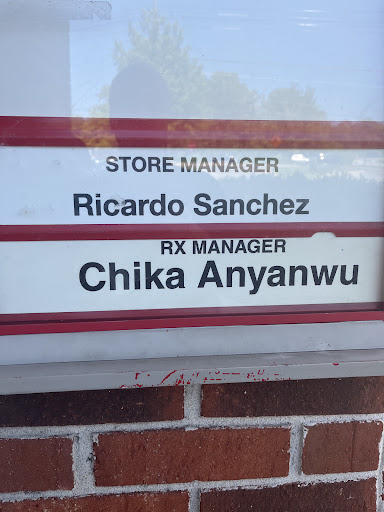 STORE MANAGER
Ricardo Sanchez
RX MANAGER
Chika Anyanwu